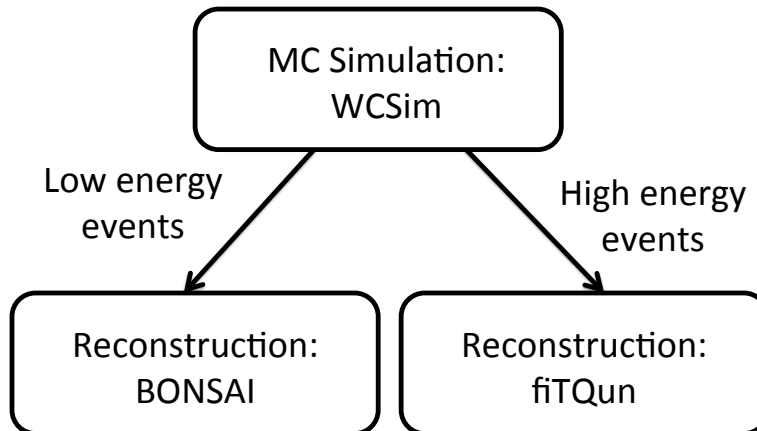 MC Simulation:
WCSim
Low energy
events
High energy
events
Reconstruction:
BONSAI
Reconstruction:
fiTQun